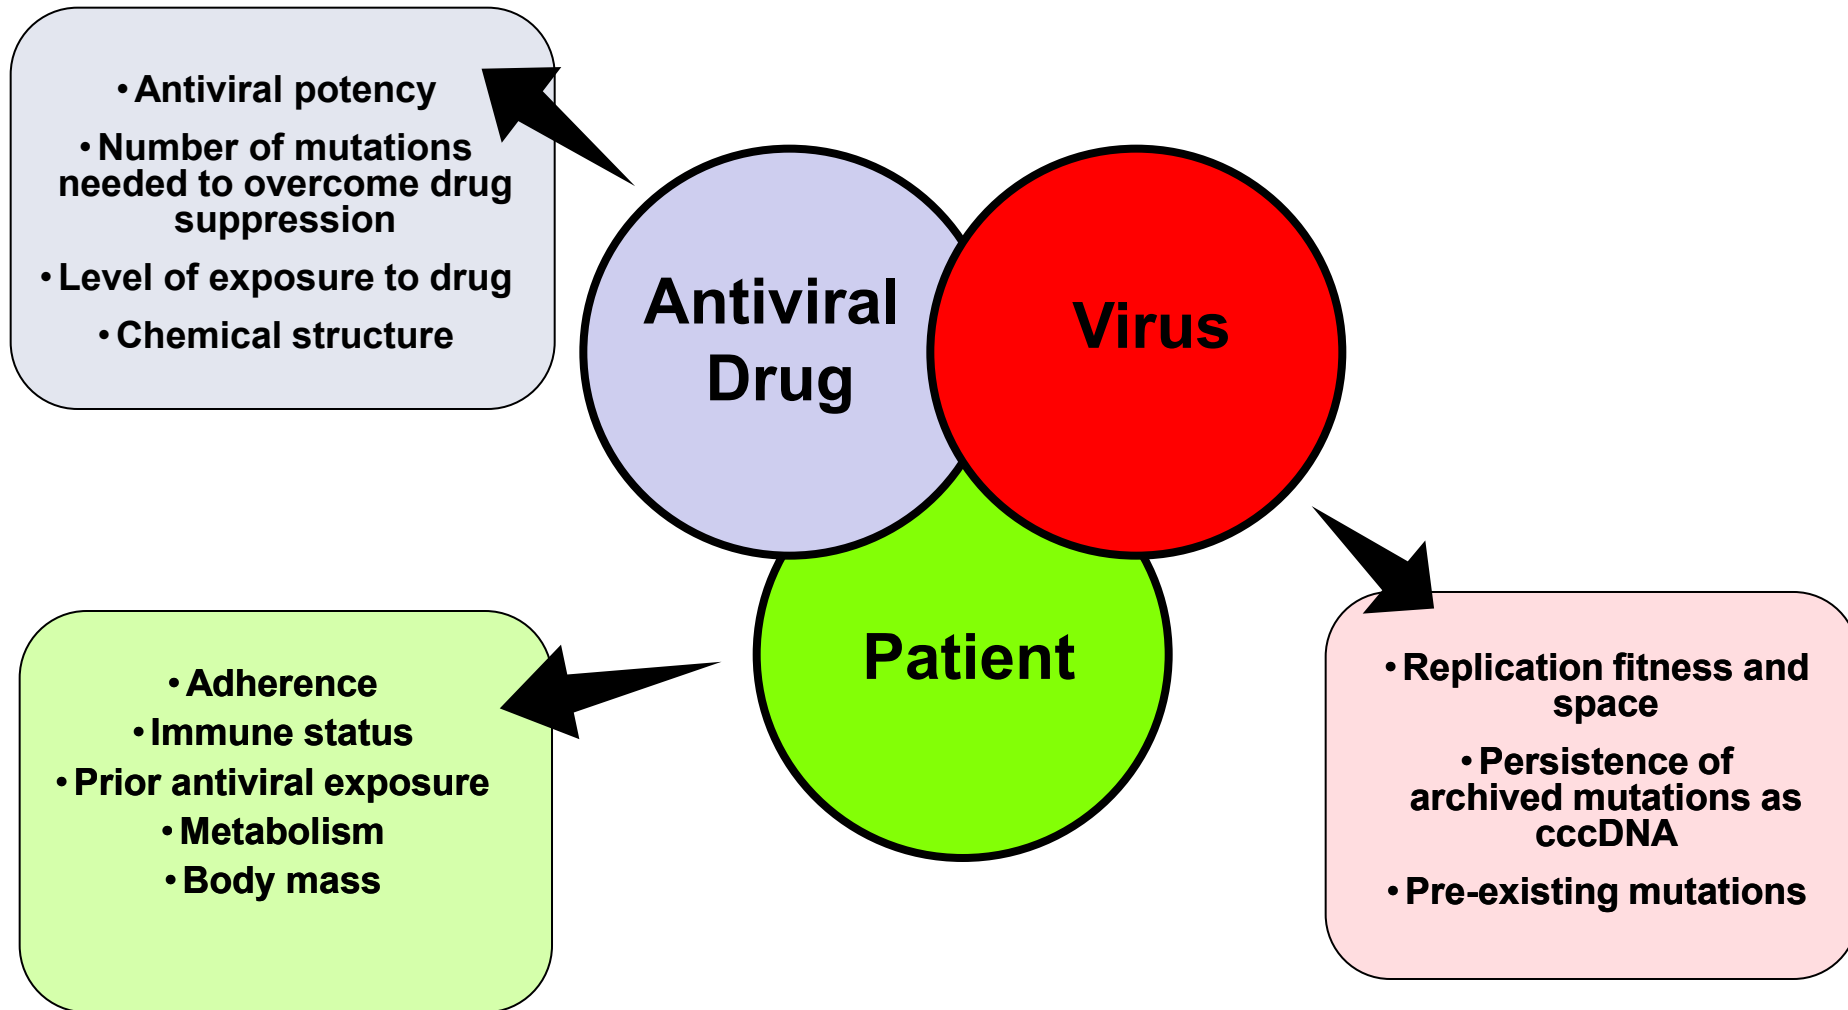 • Antiviral potency
• Number of mutations
needed to overcome drug
suppression
• Level of exposure to drug
• Chemical structure
Antiviral
Drug
Virus
Patient
• Adherence
• Immune status
• Prior antiviral exposure
• Metabolism
• Body mass
• Replication fitness and
space
• Persistence of
archived mutations as
cccDNA
• Pre-existing mutations